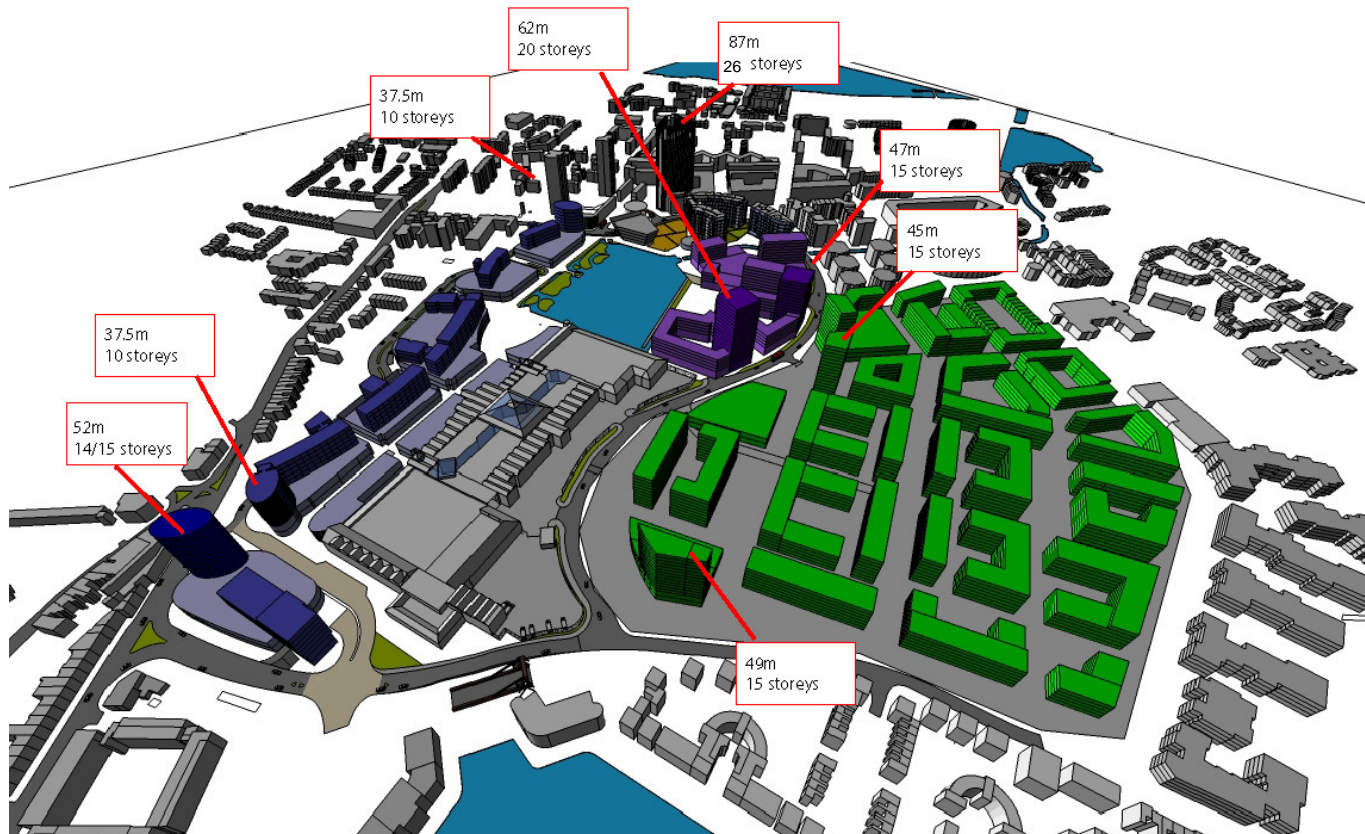 62m
20 storeys
87m
26 storeys
37.5m
10 storeys
47m
15 storeys
45m
15 storeys
37.5m
10 storeys
52m
14/15 storeys
49m
15 storeys